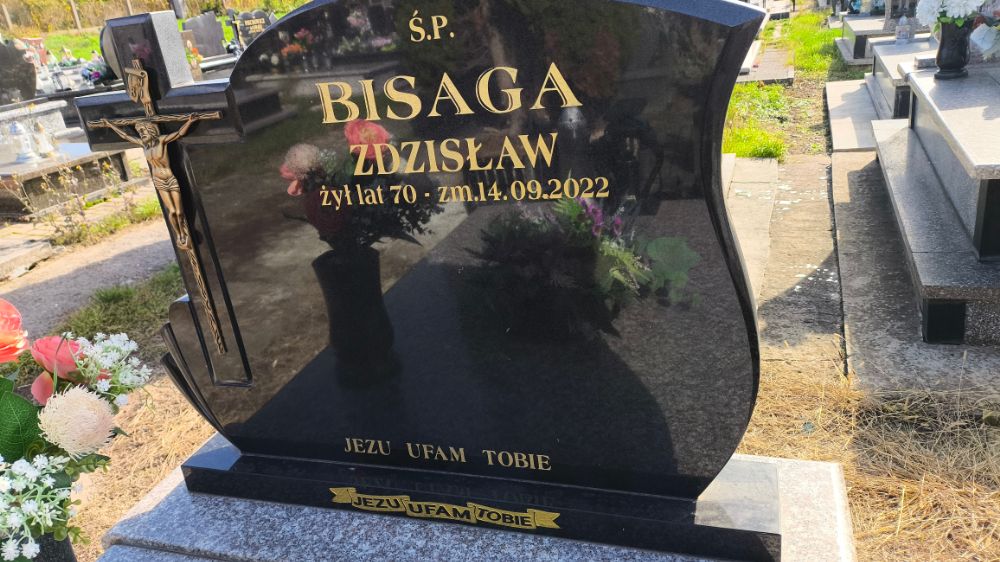 Ś.P.
BISAGA
ZDZISŁAW
żył lat 70 - zm.14.09.2022
JEZU UFAM TOBIE
JEZU UFAM TOBIE